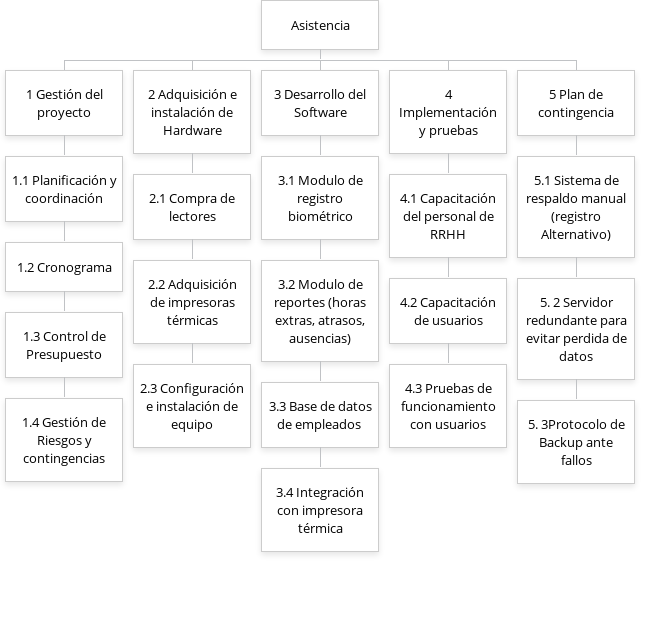 Asistencia
1 Gestión del
proyecto
1.1 Planificación y
coordinación
1.2 Cronograma
1.3 Control de
Presupuesto
1.4 Gestión de
Riesgos y
contingencias
2 Adquisición e
instalación de
Hardware
2.1 Compra de
lectores
2.2 Adquisición
de impresoras
térmicas
2.3 Configuración
e instalación de
equipo
3 Desarrollo del
Software
3.1 Modulo de
registro
biométrico
3.2 Modulo de
reportes (horas
extras, atrasos,
ausencias)
3.3 Base de datos
de empleados
3.4 Integración
con impresora
térmica
4
Implementación
y pruebas
4.1 Capacitación
del personal de
RRHH
4.2 Capacitación
de usuarios
4.3 Pruebas de
funcionamiento
con usuarios
5 Plan de
contingencia
5.1 Sistema de
respaldo manual
(registro
Alternativo)
5. 2 Servidor
redundante para
evitar perdida de
datos
5. 3Protocolo de
Backup ante
fallos